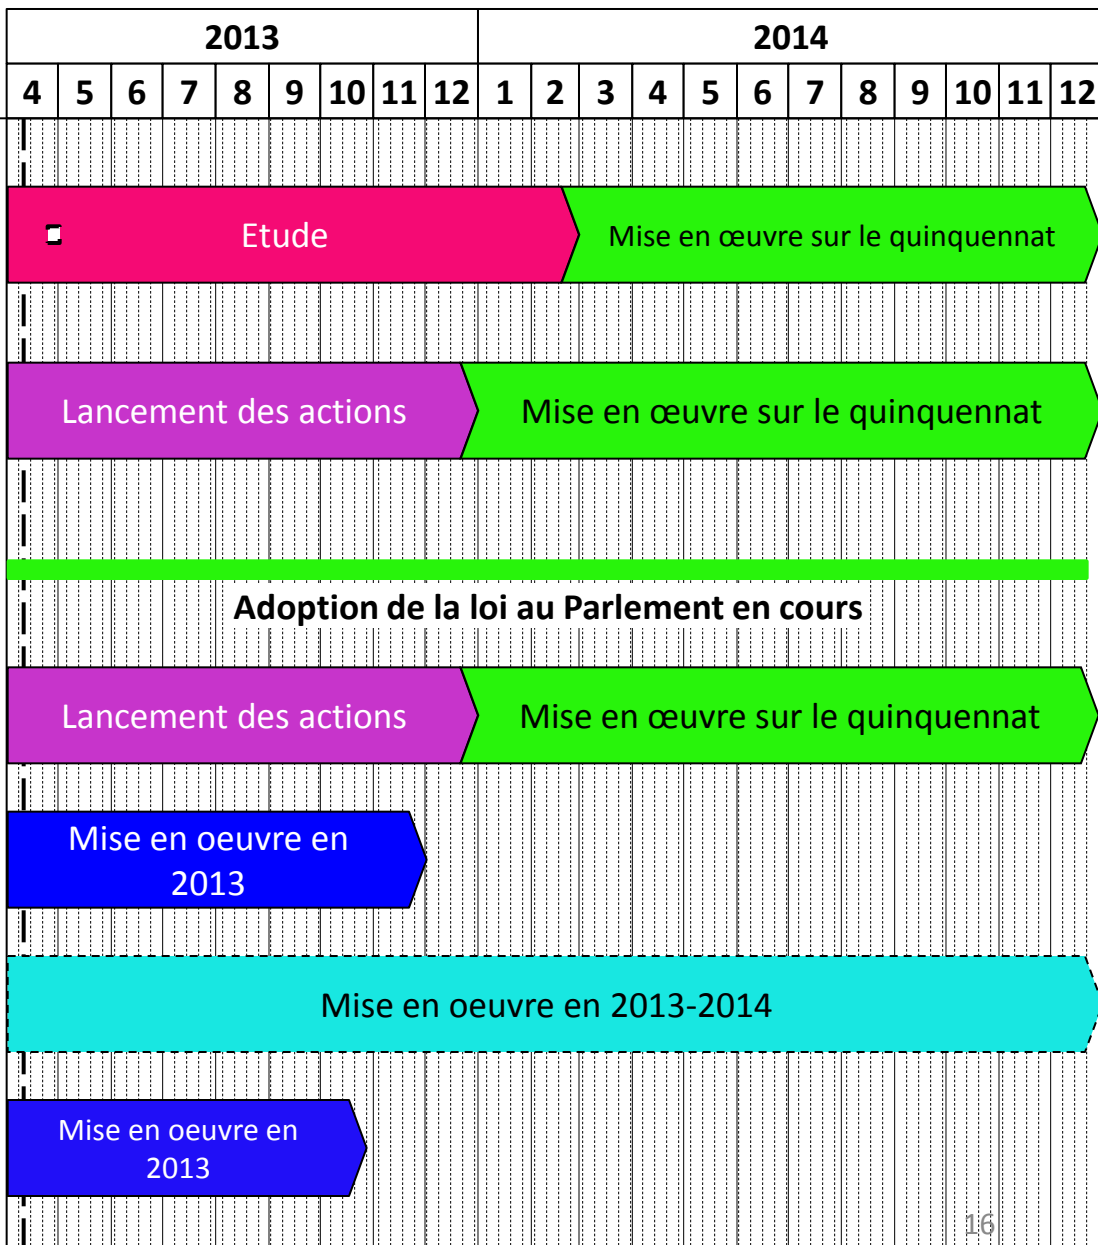 2013 2014
4 5 6 7 8 9 10 11 12 1 2 3 4 5 6 7 8 9 10 11 12
Etude Mise en œuvre sur le quinquennat
Lancement des actions Mise en œuvre sur le quinquennat
Adoption de la loi au Parlement en cours
Lancement des actions Mise en œuvre sur le quinquennat
Mise en oeuvre en
2013
Mise en oeuvre en 2013-2014
Mise en oeuvre en
2013
16